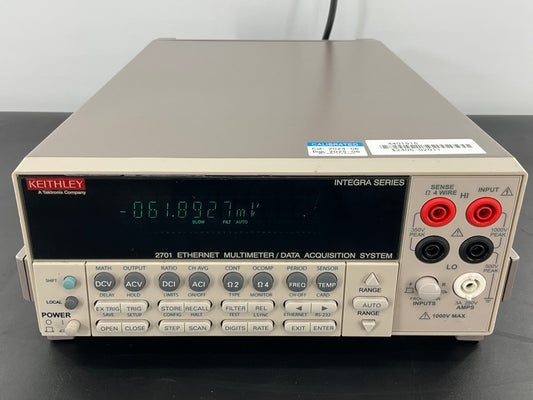 CALIBRATED
KEITHLEY
A Tektronix Company
INTEGRA SERIES
-061.8927mV
SLOW FILT AUTO
2701 ETHERNET MULTIMETER / DATA ACQUISITION SYSTEM
SENSE
Ω 4 WIRE
HI
INPUT
350V
PEAK
1000V
PEAK
LO
500V
PEAK
INPUTS
3A 250V
AMPS
1000V MAX
SHIFT
LOCAL
POWER
MATH OUTPUT RATIO CH AVG CONT OCOMP PERIOD SENSOR
DCV ACV DCI ACI Ω2 Ω4 FREQ TEMP
DELAY HOLD LIMITS ON/OFF TYPE MONITOR CH-OFF CARD
EX TRIG TRIG STORE RECALL FILTER REL
SAVE SETUP CONFIG HALT TEST LSYNC ETHERNET RS-232
OPEN CLOSE STEP SCAN DIGITS RATE EXIT ENTER
RANGE
AUTO
RANGE